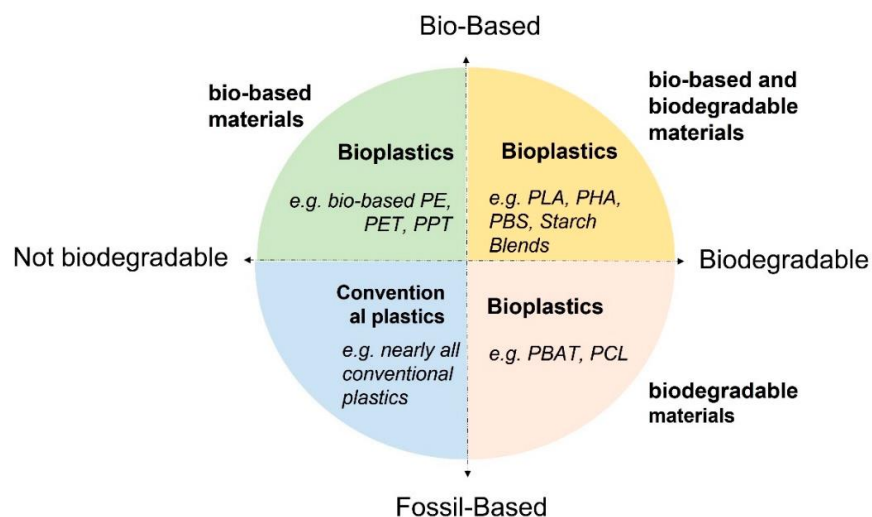 Bio-Based
bio-based
materials
bio-based and
biodegradable
materials
Bioplastics
e.g. bio-based PE,
PET, PPT
Bioplastics
e.g. PLA, PHA,
PBS, Starch
Blends
Not biodegradable
Biodegradable
Convention
al plastics
e.g. nearly all
conventional
plastics
Bioplastics
e.g. PBAT, PCL
biodegradable
materials
Fossil-Based